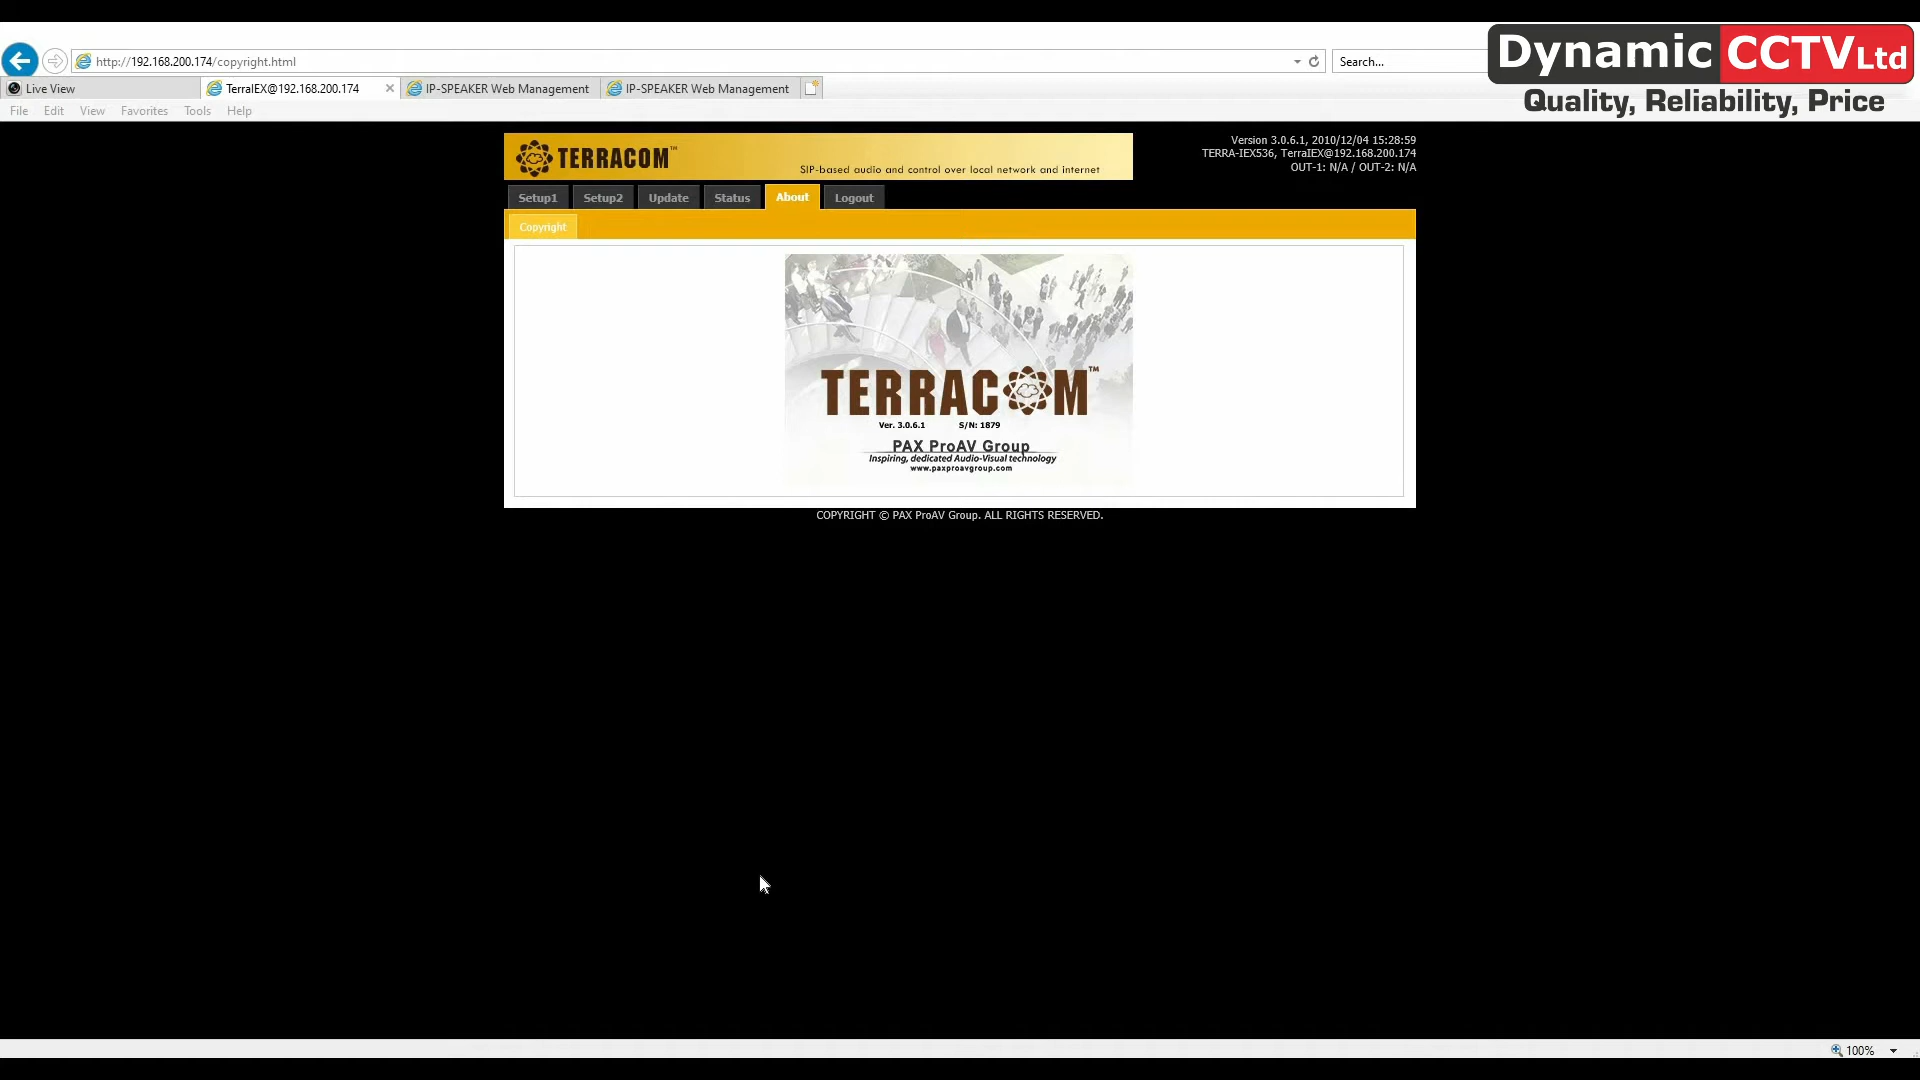 Dynamic CCTV Ltd
Quality, Reliability, Price
http://192.168.200.174/copyright.html
Search...
Live View
TerraIEX@192.168.200.174
IP-SPEAKER Web Management
IP-SPEAKER Web Management
File Edit View Favorites Tools Help
TERRACOM™
SIP-based audio and control over local network and internet
Version 3.0.6.1, 2010/12/04 15:28:59
TERRA-IEX536, TerraIEX@192.168.200.174
OUT-1: N/A / OUT-2: N/A
Setup1 Setup2 Update Status About Logout
Copyright
TERRACOM™
Ver. 3.0.6.1 S/N: 1879
PAX ProAV Group
Inspiring, dedicated Audio-Visual technology
www.paxproavgroup.com
COPYRIGHT © PAX ProAV Group. ALL RIGHTS RESERVED.
100%